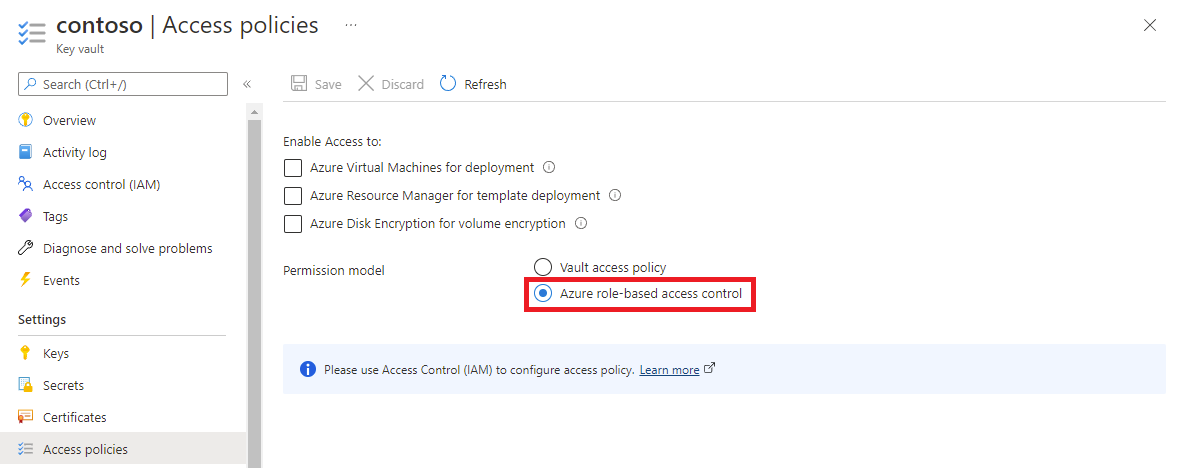 contoso | Access policies ...
Key vault
Search (Ctrl+/)
«
Save
Discard
Refresh
Overview
Activity log
Access control (IAM)
Tags
Diagnose and solve problems
Events
Settings
Keys
Secrets
Certificates
Access policies
Enable Access to:
Azure Virtual Machines for deployment
Azure Resource Manager for template deployment
Azure Disk Encryption for volume encryption
Permission model
Vault access policy
Azure role-based access control
Please use Access Control (IAM) to configure access policy. Learn more